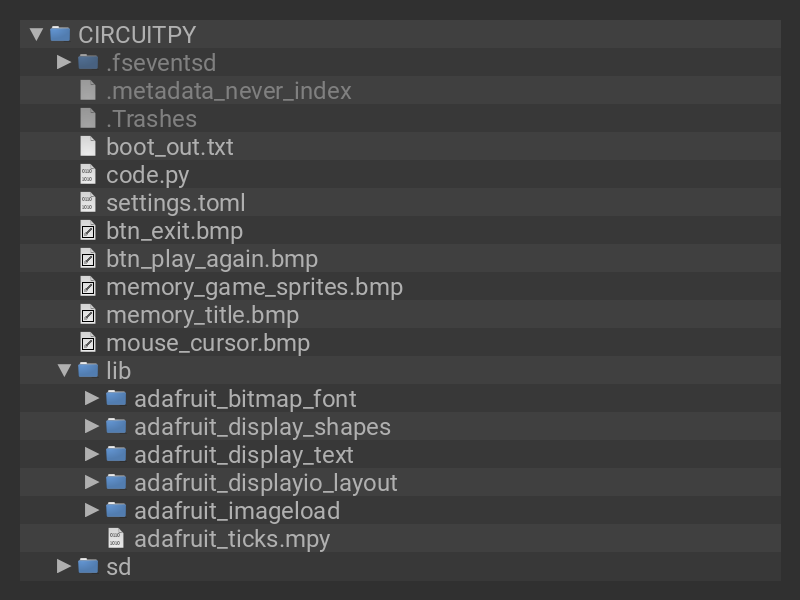 CIRCUITPY
.fseventsd
.metadata_never_index
.Trashes
boot_out.txt
code.py
settings.toml
btn_exit.bmp
btn_play_again.bmp
memory_game_sprites.bmp
memory_title.bmp
mouse_cursor.bmp
lib
adafruit_bitmap_font
adafruit_display_shapes
adafruit_display_text
adafruit_displayio_layout
adafruit_imageload
adafruit_ticks.mpy
sd